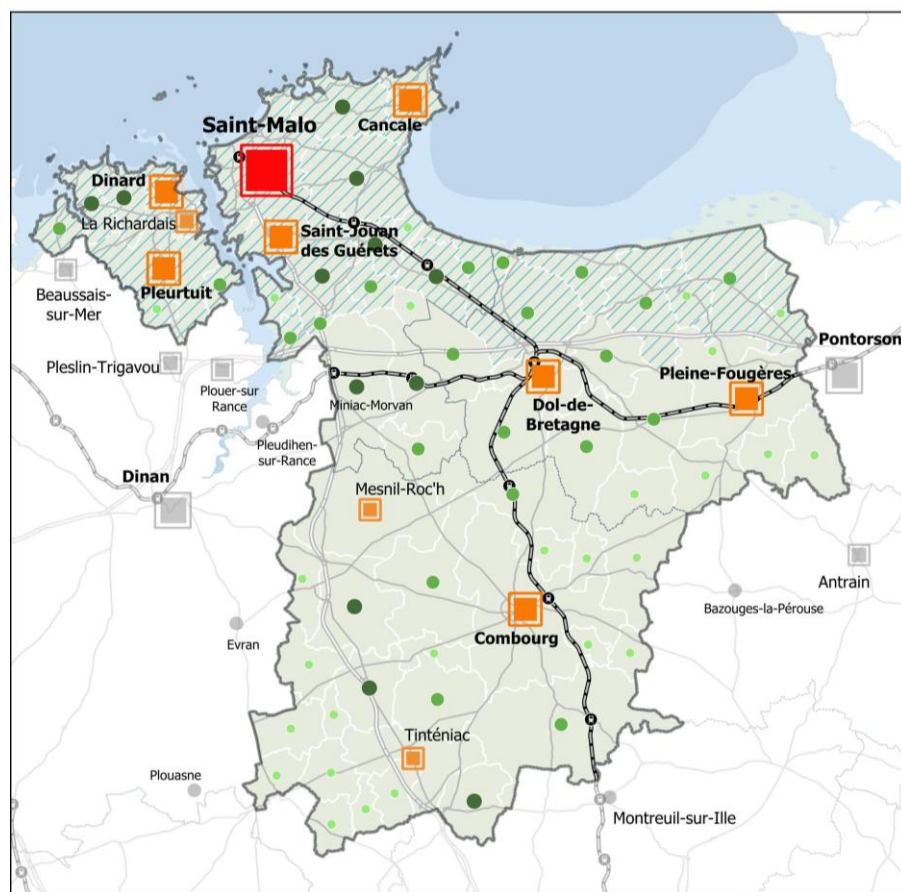 Saint-Malo
Cancale
Dinard
La Richardais
Saint-Jouan
des Guérets
Pleurtuit
Beaussais-
sur-Mer
Pontorson
Pleslin-Trigavou
Plouer-sur
Rance
Pleine-Fougères
Dol-de-
Bretagne
Miniac-Morvan
Pleudihen-
sur-Rance
Dinan
Mesnil-Roc'h
Antrain
Bazouges-la-Pérouse
Evran
Combourg
Tinténiac
Plouasne
Montreuil-sur-Ille